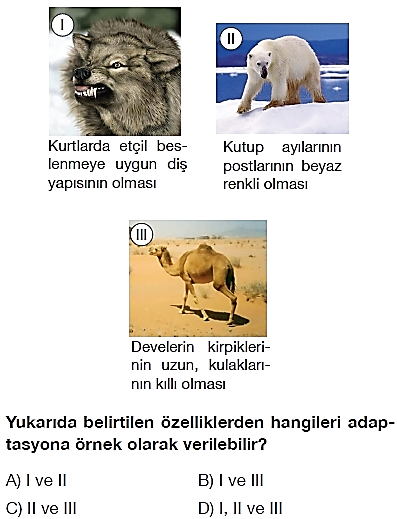 I
II
Kurtlarda etçil bes-
lenmeye uygun diş
yapısının olması
Kutup ayılarının
postlarının beyaz
renkli olması
III
Develerin kirpikleri-
nin uzun, kulakları-
nın kıllı olması
Yukarıda belirtilen özelliklerden hangileri adap-
tasyona örnek olarak verilebilir?
A) I ve II
B) I ve III
C) II ve III
D) I, II ve III